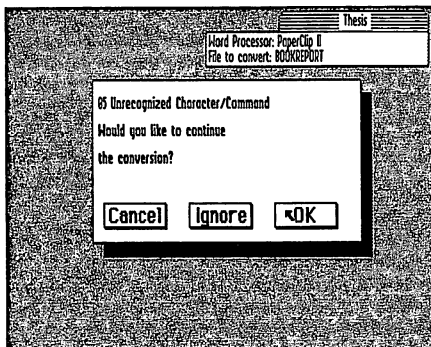 Thesis
Word Processor: PaperClip II
File to convert: BOOKREPORT
05 Unrecognized Character/Command
Would you like to continue
the conversion?
Cancel Ignore OK